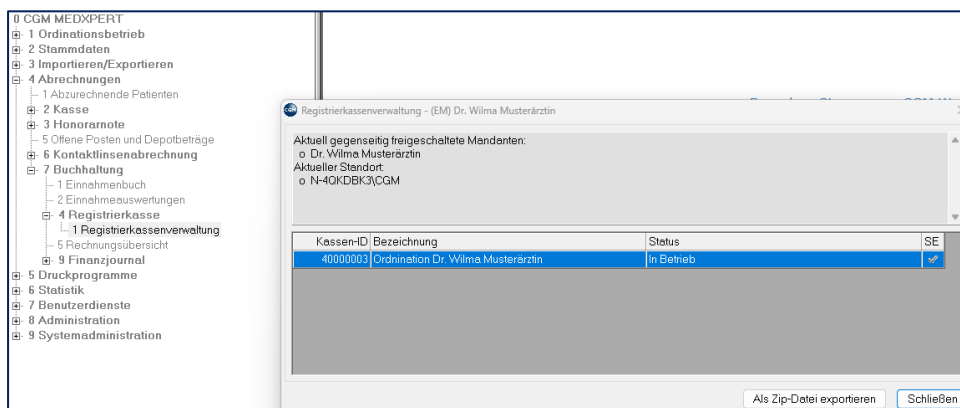 0 CGM MEDXPERT
1 Ordinationsbetrieb
2 Stammdaten
3 Importieren/Exportieren
4 Abrechnungen
1 Abzurechnende Patienten
2 Kasse
3 Honorarnote
5 Offene Posten und Depotbeträge
6 Kontaktlinsenabrechnung
7 Buchhaltung
1 Einnahmenbuch
2 Einnahmeauswertungen
4 Registrierkasse
1 Registrierkassenverwaltung
5 Rechnungsübersicht
9 Finanzjournal
5 Druckprogramme
6 Statistik
7 Benutzerdienste
8 Administration
9 Systemadministration
CGM Registrierkassenverwaltung - (EM) Dr. Wilma Musterärztin
Aktuell gegenseitig freigeschaltete Mandanten:
o Dr. Wilma Musterärztin
Aktueller Standort:
o N-4QKDBK3\CGM
Kassen-ID Bezeichnung Status SE
40000003 Ordnination Dr. Wilma Musterärztin In Betrieb
Als Zip-Datei exportieren Schließen